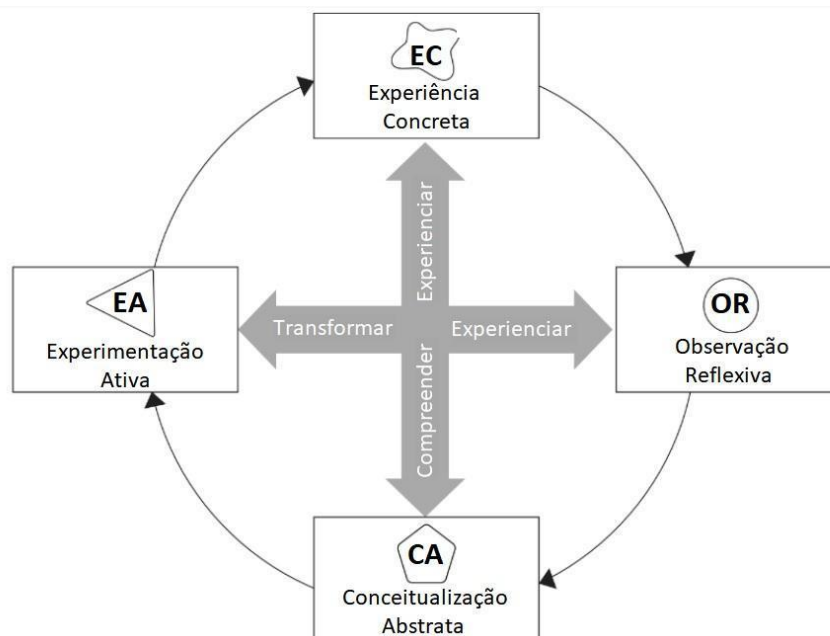 EC
Experiência
Concreta
Experienciar
EA
Experimentação
Ativa
Transformar
Experienciar
OR
Observação
Reflexiva
Compreender
CA
Conceitualização
Abstrata